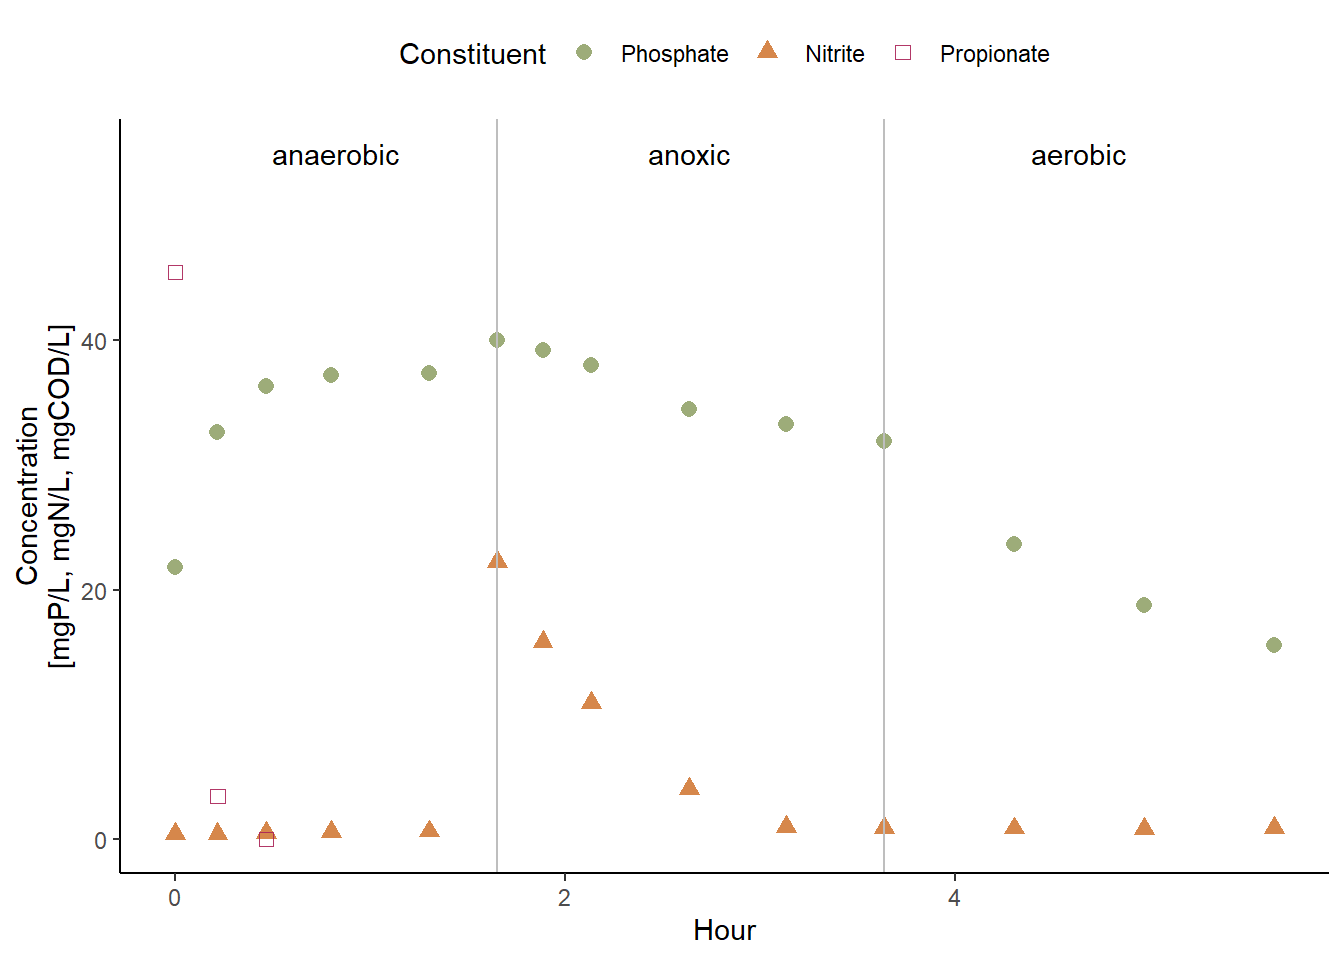 Constituent Phosphate Nitrite Propionate
anaerobic anoxic aerobic
Concentration
[mgP/L, mgN/L, mgCOD/L]
40
20
0
0 2 4
Hour